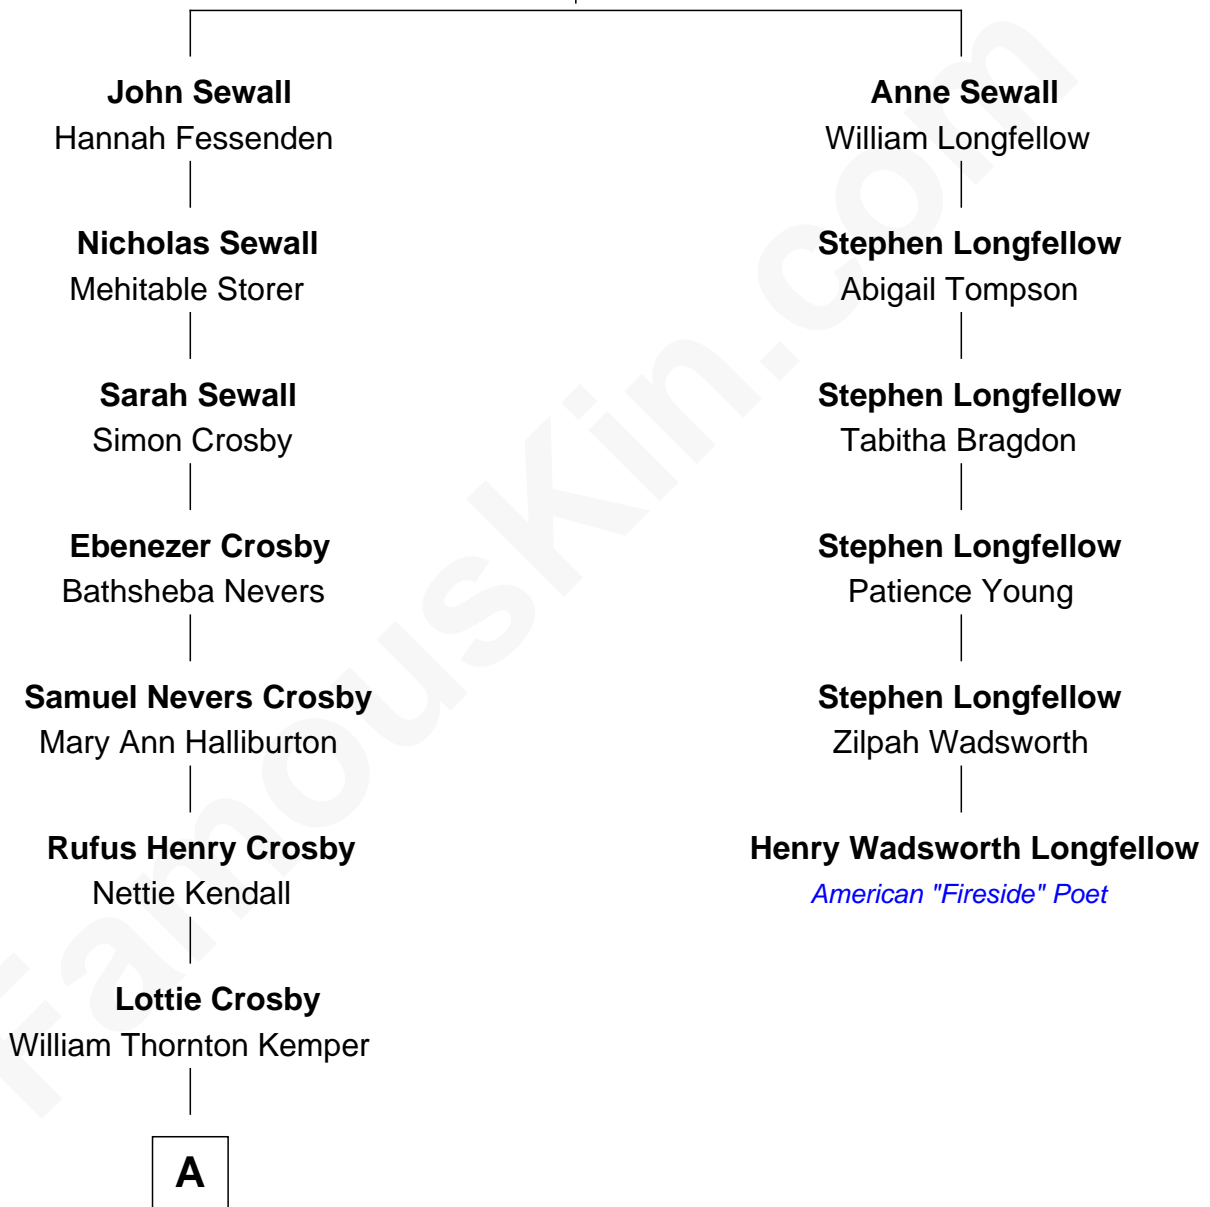 John Sewall
Hannah Fessenden
Nicholas Sewall
Mehitable Storer
Sarah Sewall
Simon Crosby
Ebenezer Crosby
Bathsheba Nevers
Samuel Nevers Crosby
Mary Ann Halliburton
Rufus Henry Crosby
Nettie Kendall
Lottie Crosby
William Thornton Kemper
A
Anne Sewall
William Longfellow
Stephen Longfellow
Abigail Tompson
Stephen Longfellow
Tabitha Bragdon
Stephen Longfellow
Patience Young
Stephen Longfellow
Zilpah Wadsworth
Henry Wadsworth Longfellow
American "Fireside" Poet
FamousKin.com